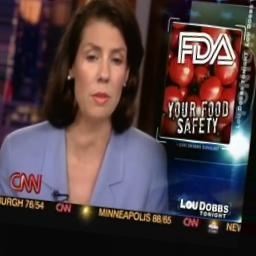 FDA
YOUR FOOD
SAFETY
CNN
LOU DOBBS
TONIGHT
URGH 76/54 CNN MINNEAPOLIS 88/65 CNN NEW